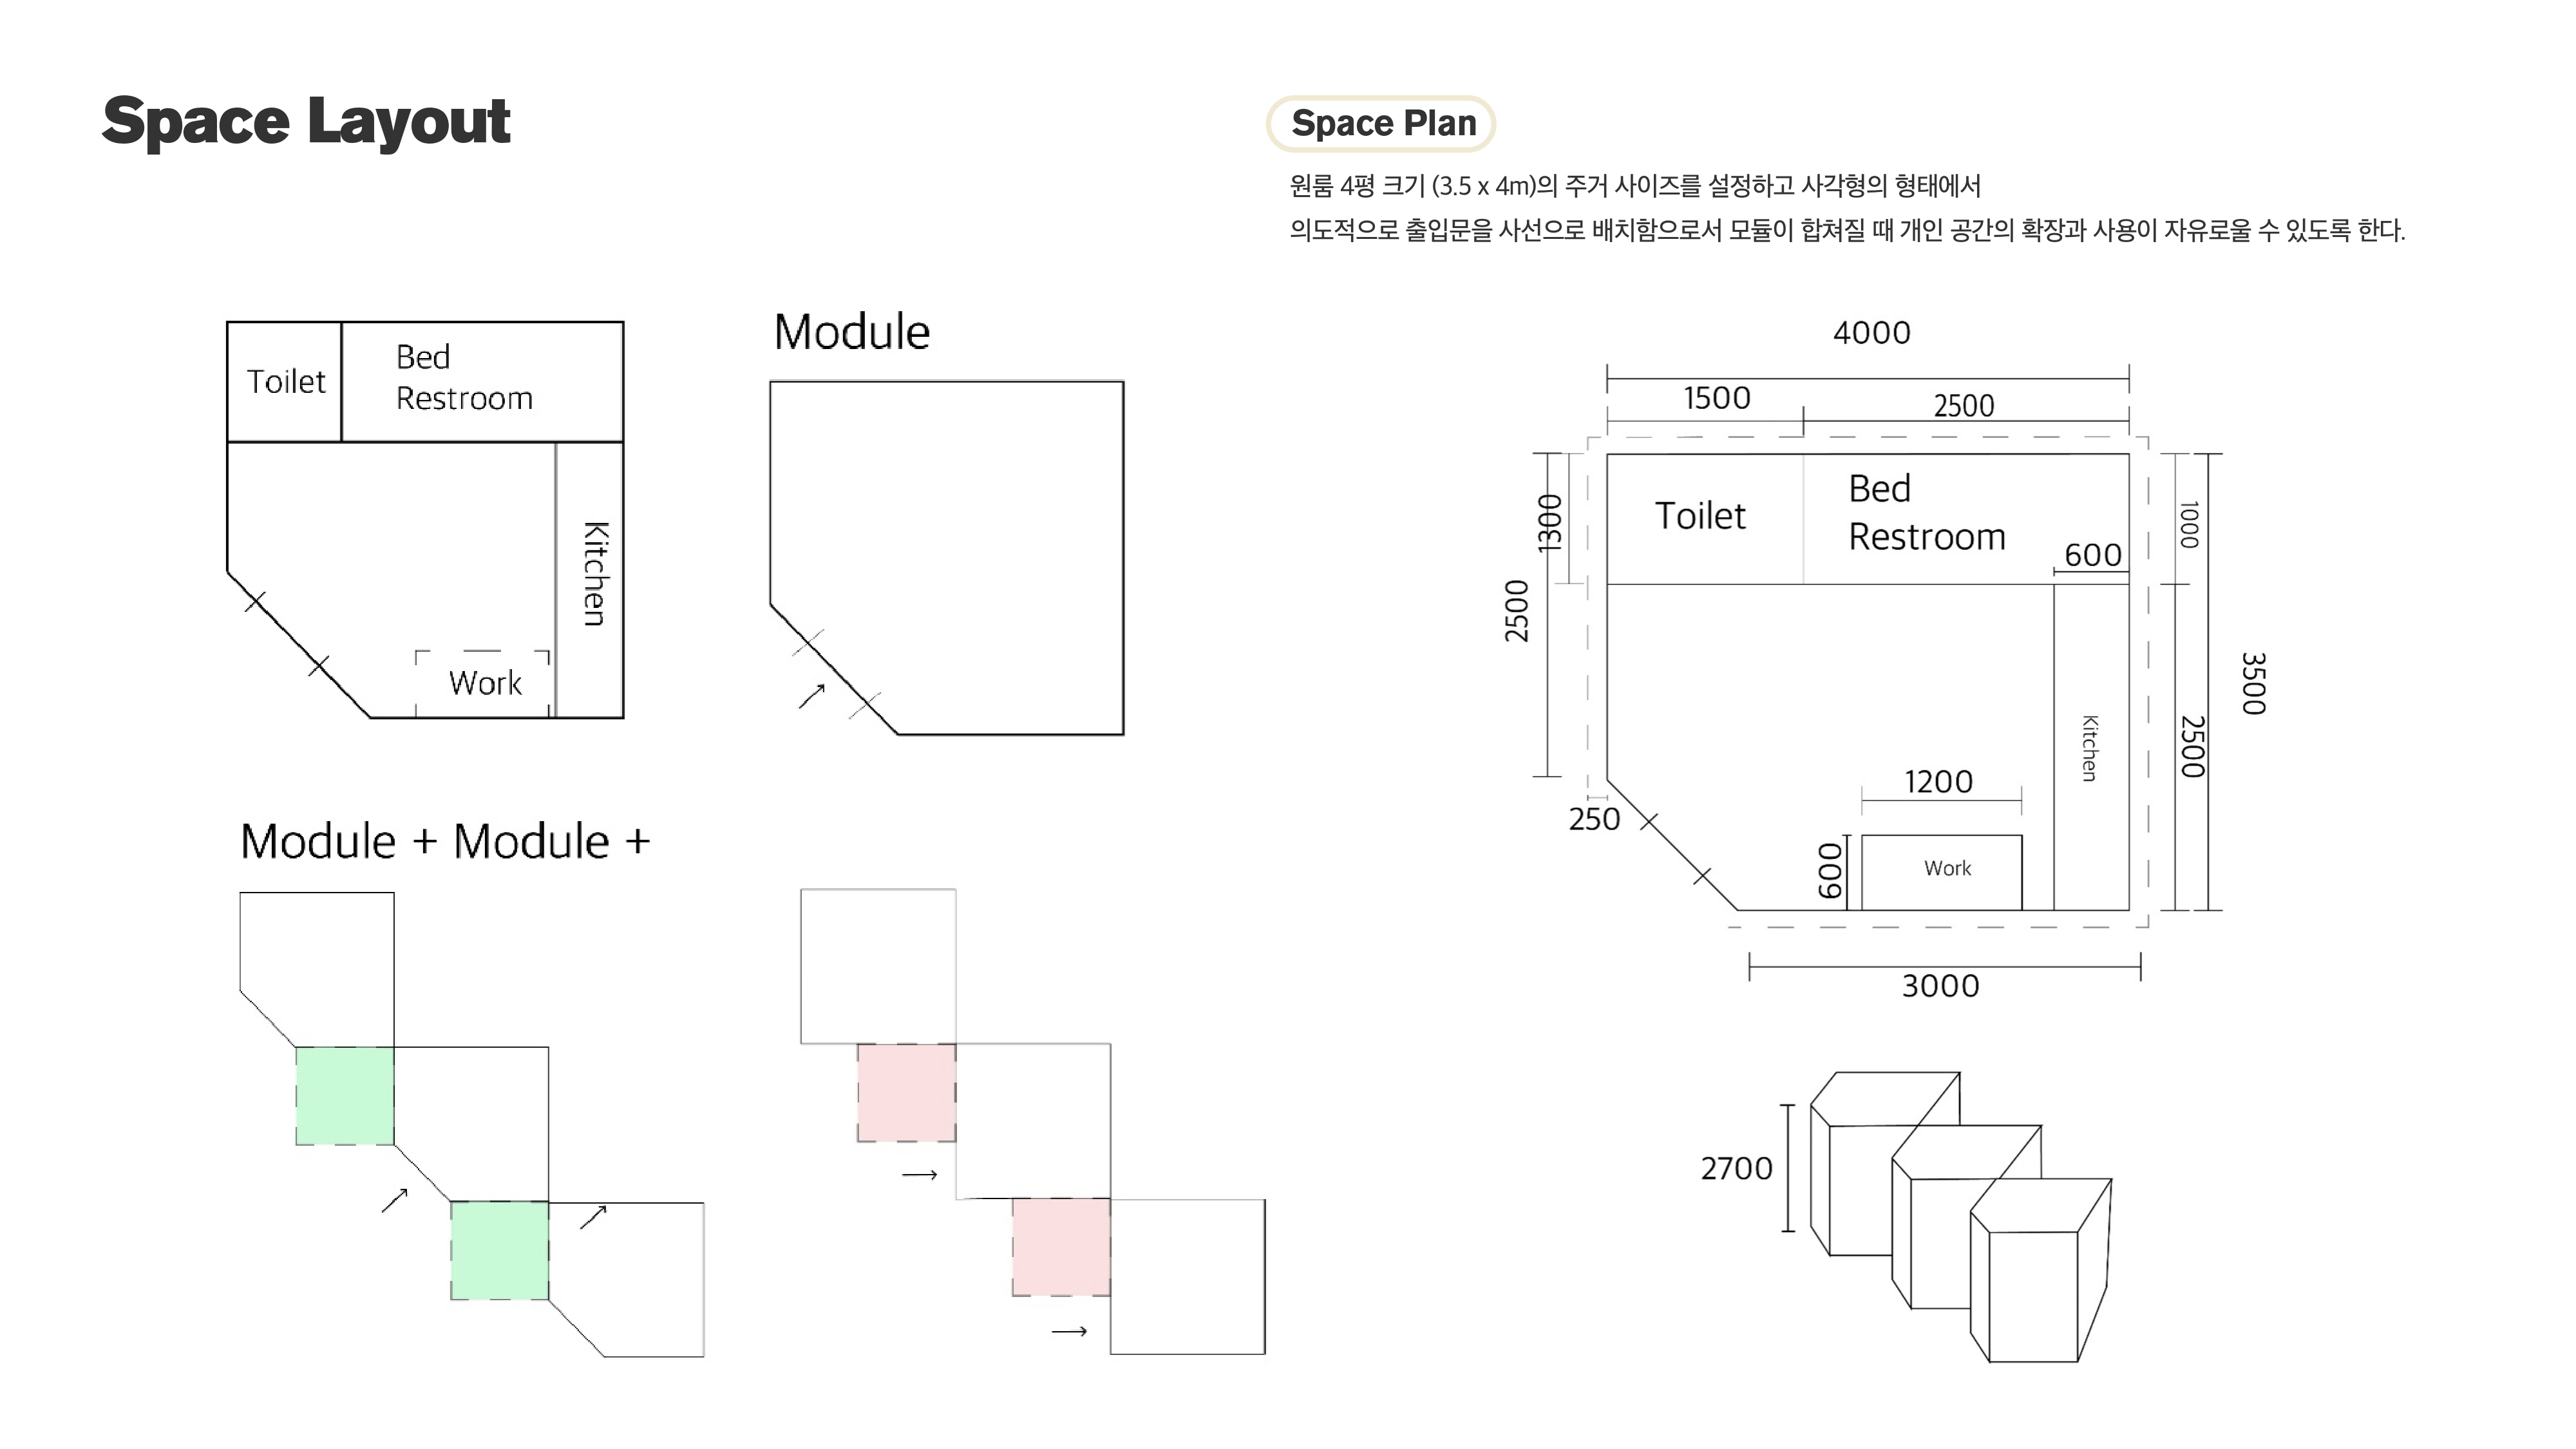 Space Layout
Space Plan
원룸 4평 크기 (3.5 x 4m)의 주거 사이즈를 설정하고 사각형의 형태에서
의도적으로 출입문을 사선으로 배치함으로서 모듈이 합쳐질 때 개인 공간의 확장과 사용이 자유로울 수 있도록 한다.
Toilet
Bed
Restroom
Kitchen
Work
Module
Module + Module +
4000
1500
2500
1300
2500
Toilet
Bed
Restroom
600
1000
3500
2500
Kitchen
1200
250
600
Work
3000
2700